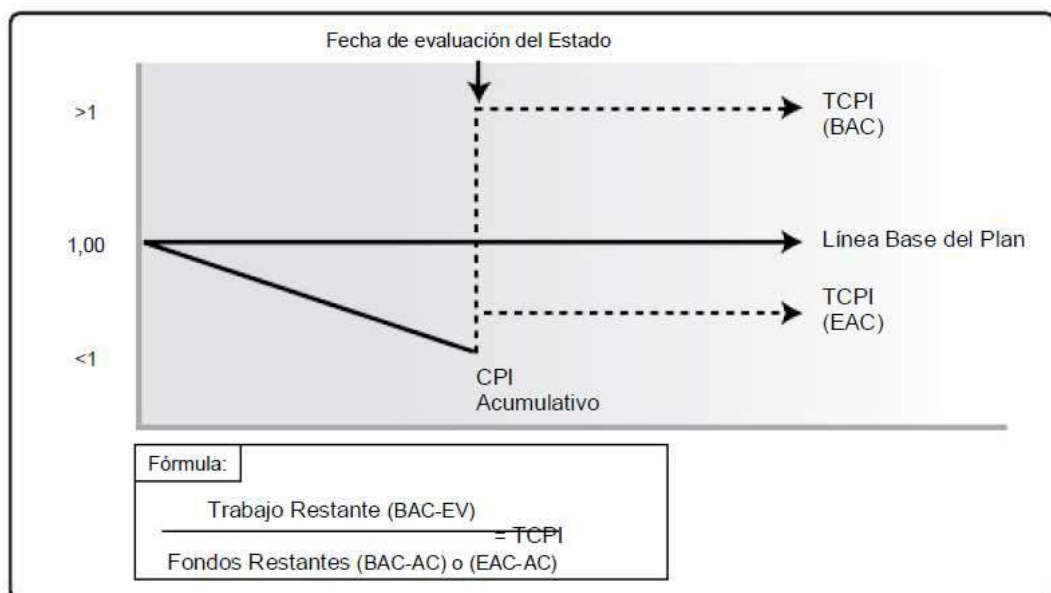 Fecha de evaluación del Estado
>1
TCPI
(BAC)
1,00
Línea Base del Plan
TCPI
(EAC)
<1
CPI
Acumulativo
Fórmula:
Trabajo Restante (BAC-EV)
= TCPI
Fondos Restantes (BAC-AC) o (EAC-AC)